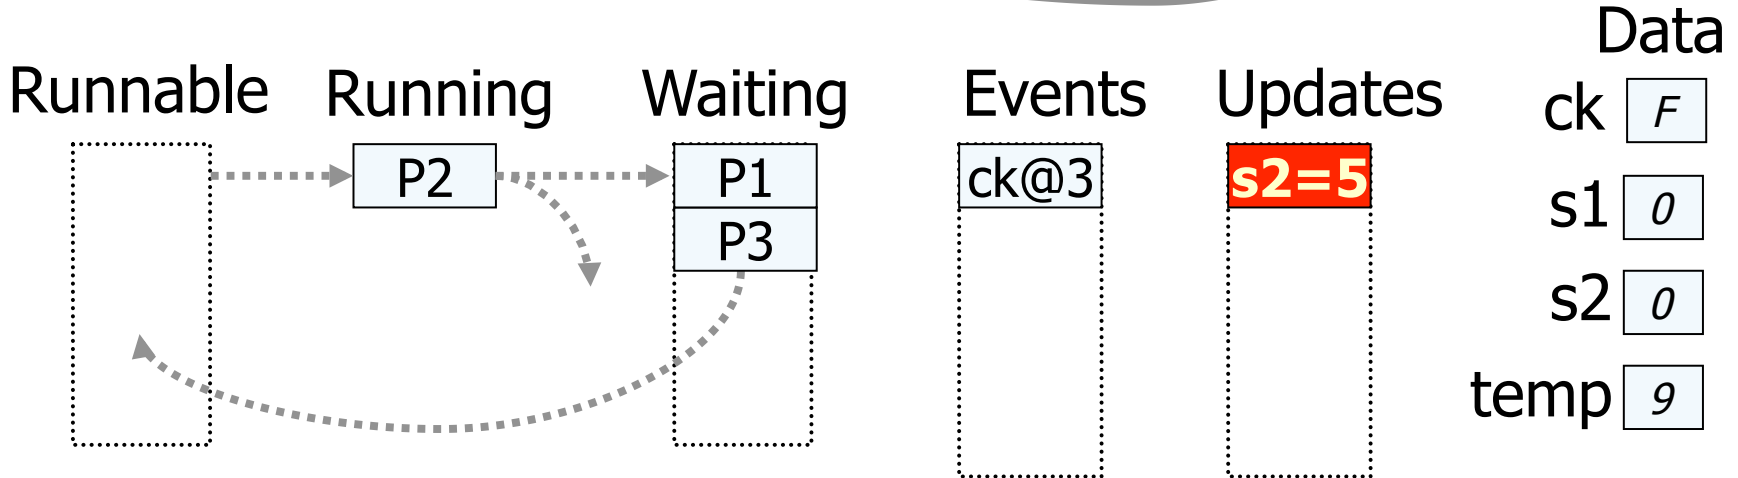 Data
Runnable Running Waiting Events Updates
ck F
P2 P1 ck@3 s2=5
s1 0
P3
s2 0
temp 9